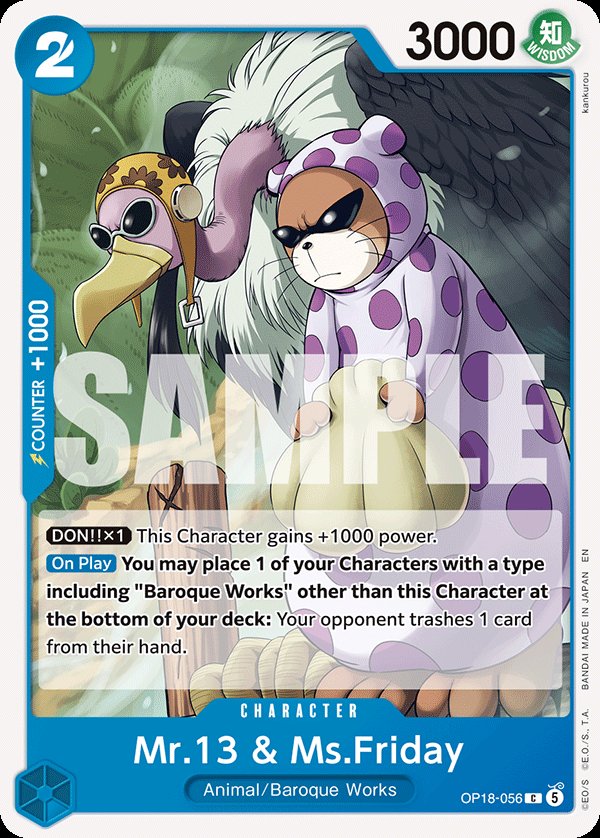 2
3000
知
WISDOM
kankurou
COUNTER +1000
SAMPLE
DON!!×1 This Character gains +1000 power.
On Play You may place 1 of your Characters with a type
including "Baroque Works" other than this Character at
the bottom of your deck: Your opponent trashes 1 card
from their hand.
CHARACTER
Mr.13 & Ms.Friday
Animal/Baroque Works
OP18-056 C 5
©EO/S ©E.O./S., T.A. BANDAI MADE IN JAPAN EN